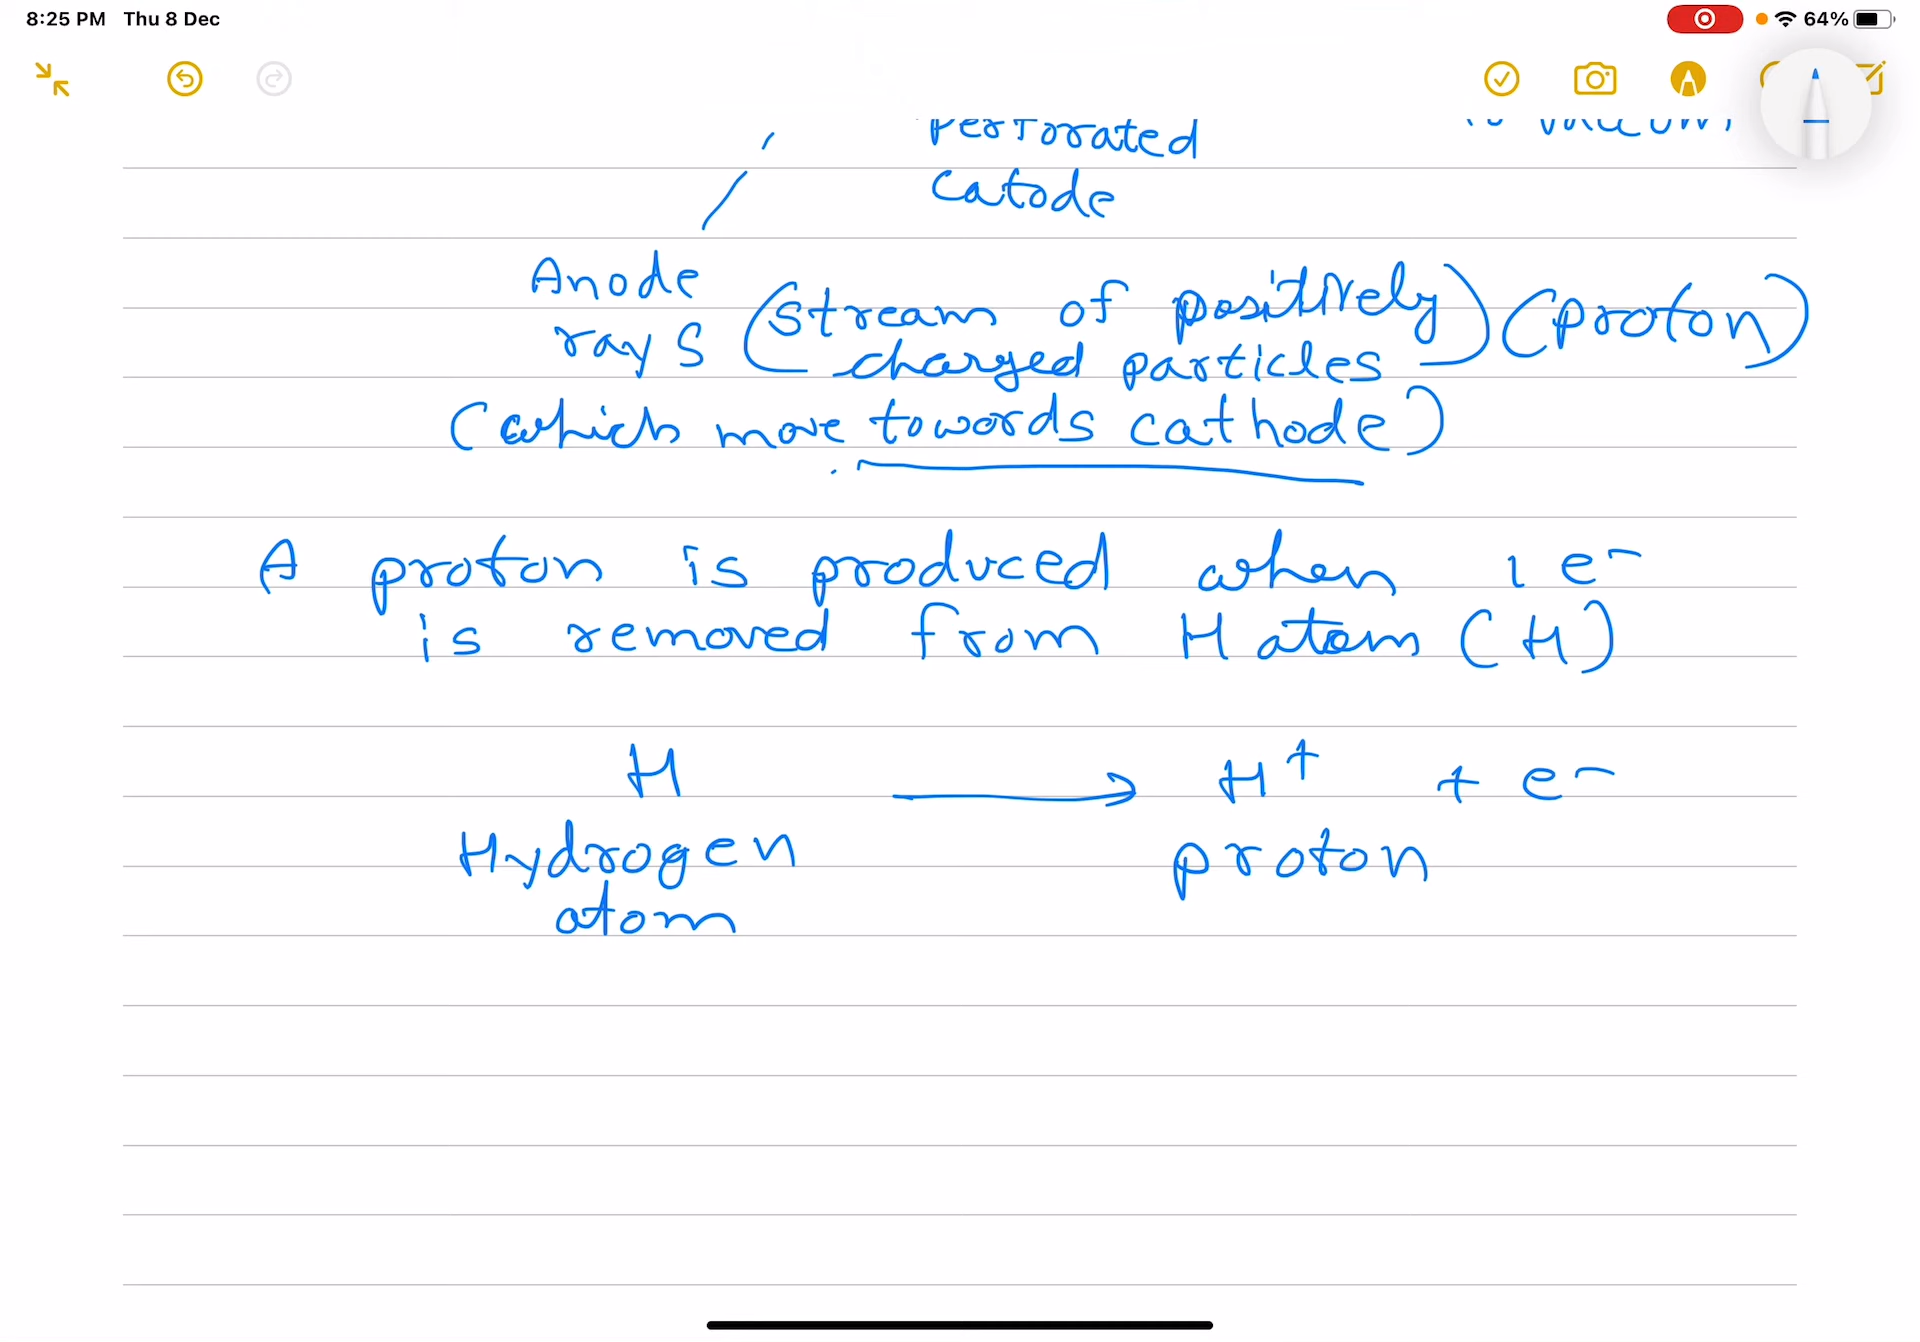 8:25 PM Thu 8 Dec 64%
perforated
catode
Anode
rays (stream of positively charged particles) (proton)
(which move towords cathode)
A proton is produced when 1 e-
is removed from H atom (H)
H → H+ + e-
Hydrogen proton
atom